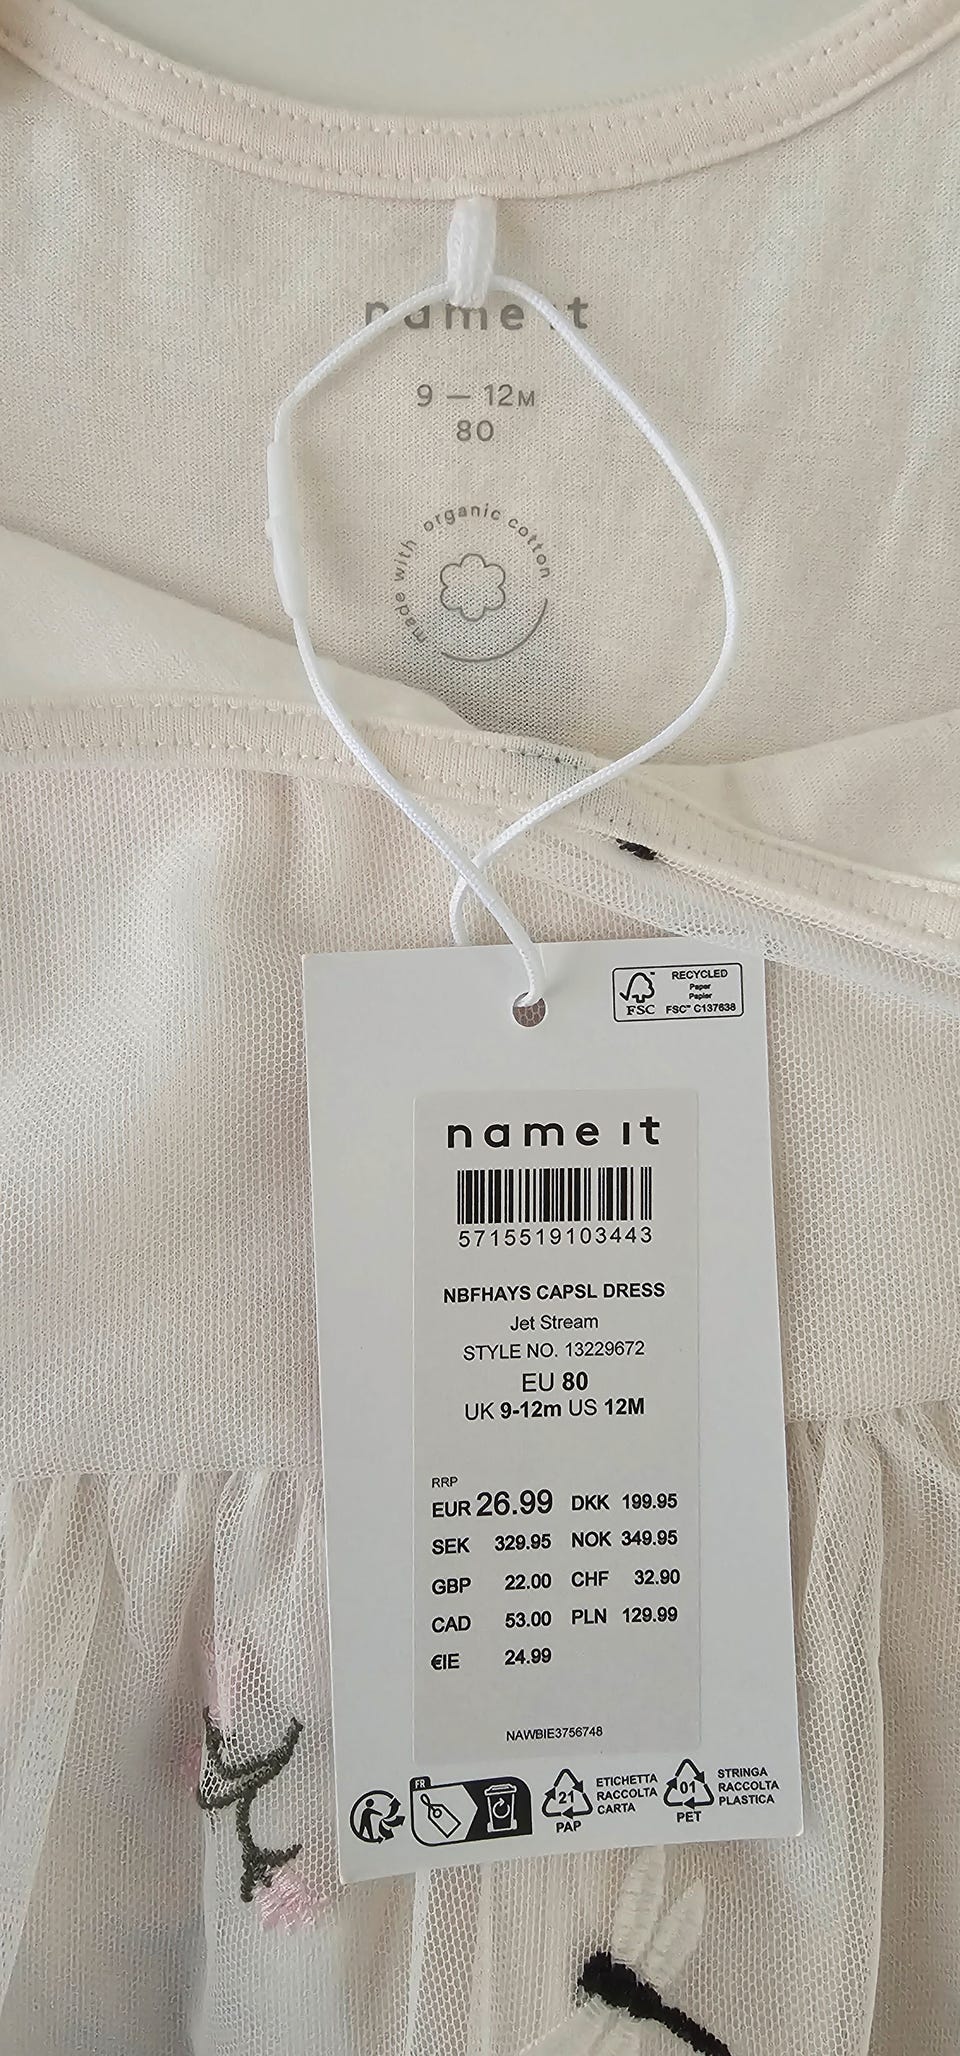 name it
9 — 12M
80
made with organic cotton
FSC
RECYCLED
Paper
Papier
FSC™ C137638
name it
5715519103443
NBFHAYS CAPSL DRESS
Jet Stream
STYLE NO. 13229672
EU 80
UK 9-12m US 12M
RRP
EUR 26.99 DKK 199.95
SEK 329.95 NOK 349.95
GBP 22.00 CHF 32.90
CAD 53.00 PLN 129.99
€IE 24.99
NAWBIE3756748
FR
21
PAP
ETICHETTA
RACCOLTA
CARTA
01
PET
STRINGA
RACCOLTA
PLASTICA